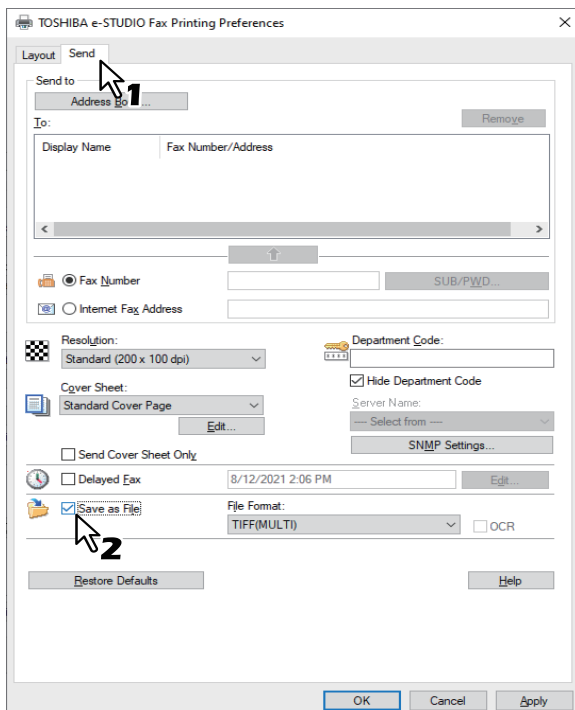 TOSHIBA e-STUDIO Fax Printing Preferences
Layout Send
1
Send to
Address Bo ...
To:
Remove
Display Name Fax Number/Address
Fax Number SUB/PWD...
Internet Fax Address
Resolution:
Standard (200 x 100 dpi)
Department Code:
Hide Department Code
Cover Sheet:
Standard Cover Page
Edit...
Server Name:
--- Select from ---
SNMP Settings...
Send Cover Sheet Only
Delayed Fax 8/12/2021 2:06 PM Edit...
Save as File
File Format:
TIFF(MULTI) OCR
2
Restore Defaults Help
OK Cancel Apply